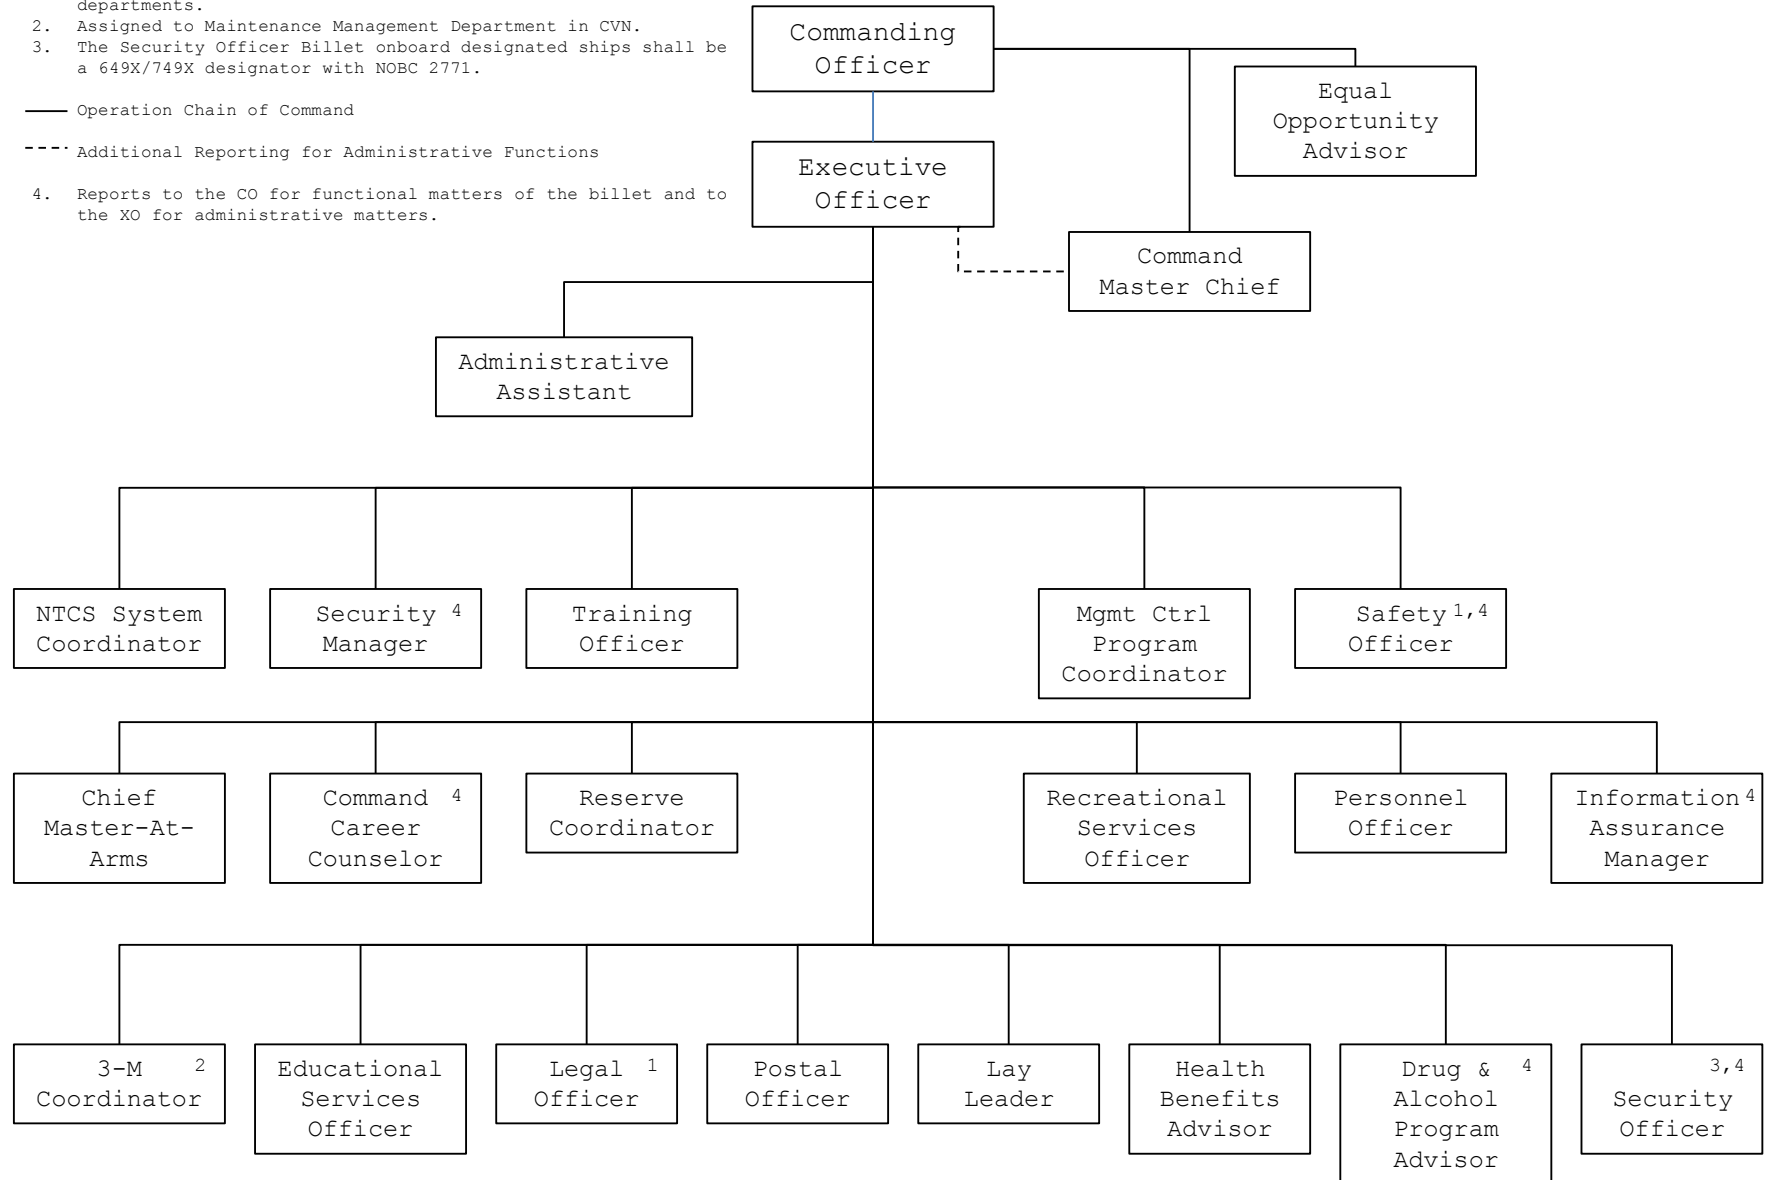 departments.
2. Assigned to Maintenance Management Department in CVN.
3. The Security Officer Billet onboard designated ships shall be
a 649X/749X designator with NOBC 2771.
Operation Chain of Command
Additional Reporting for Administrative Functions
4. Reports to the CO for functional matters of the billet and to
the XO for administrative matters.
Commanding
Officer
Equal
Opportunity
Advisor
Executive
Officer
Command
Master Chief
Administrative
Assistant
NTCS System
Coordinator
Security 4
Manager
Training
Officer
Mgmt Ctrl
Program
Coordinator
Safety 1,4
Officer
Chief
Master-At-
Arms
Command 4
Career
Counselor
Reserve
Coordinator
Recreational
Services
Officer
Personnel
Officer
Information 4
Assurance
Manager
3-M 2
Coordinator
Educational
Services
Officer
Legal 1
Officer
Postal
Officer
Lay
Leader
Health
Benefits
Advisor
Drug & 4
Alcohol
Program
Advisor
3,4
Security
Officer